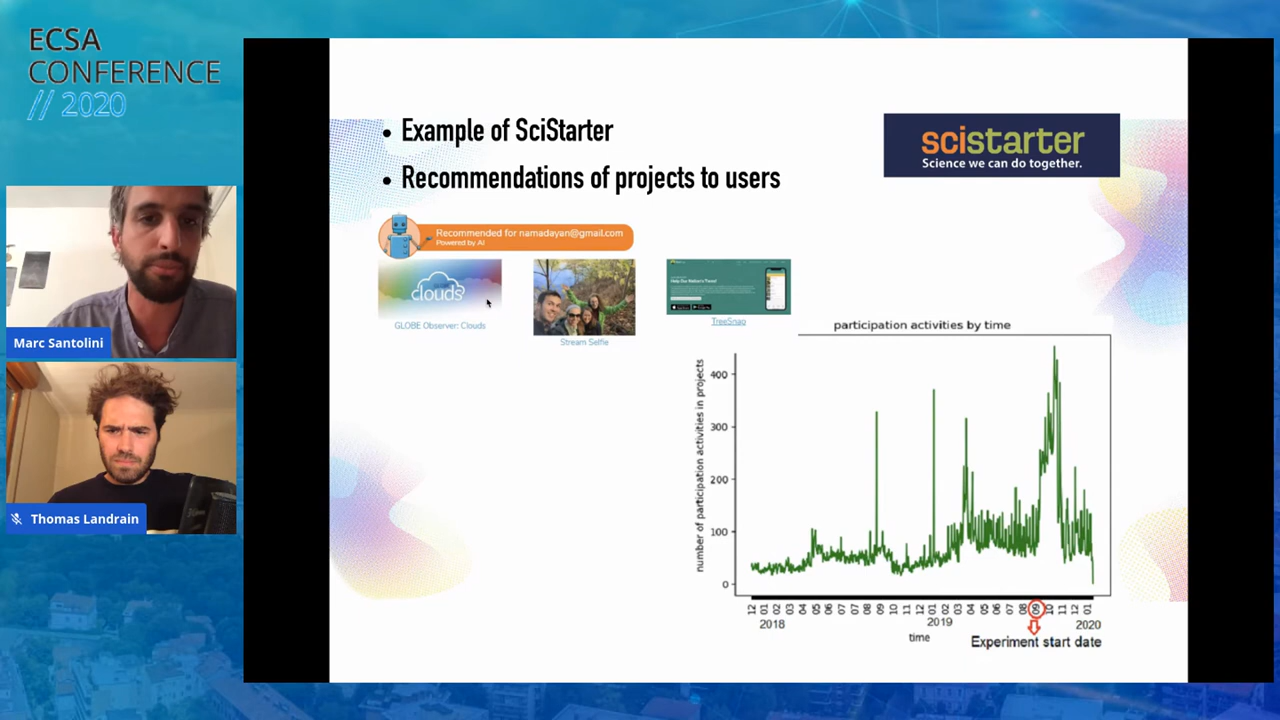 ECSA
CONFERENCE
// 2020
Marc Santolini
Thomas Landrain
• Example of SciStarter
• Recommendations of projects to users
scistarter
Science we can do together.
Recommended for namadayan@gmail.com
Powered by AI
clouds
GLOBE Observer: Clouds
Stream Selfie
TreeSnap
participation activities by time
number of participation activities in projects
400
300
200
100
0
12 01 02 03 04 05 06 07 07 08 09 10 11 12 01 02 03 04 05 06 07 08 09 10 11 12 01
2018 2019 2020
time
Experiment start date